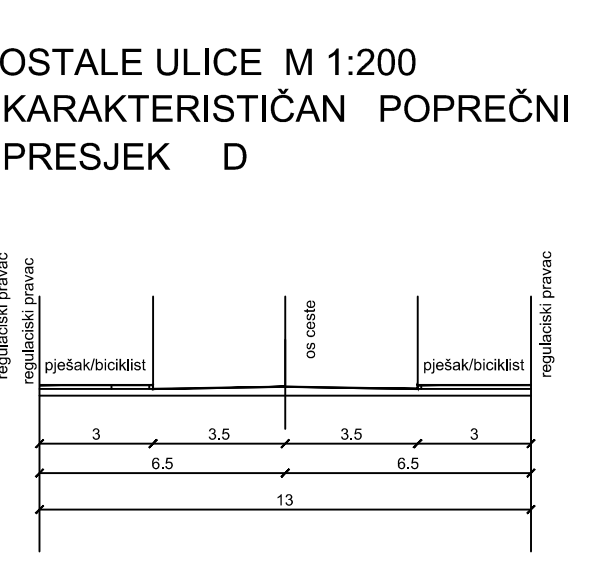 OSTALE ULICE M 1:200
KARAKTERISTIČAN POPREČNI
PRESJEK D
regulaciski pravac
regulaciski pravac
os ceste
regulaciski pravac
pješak/biciklist
pješak/biciklist
3 3.5 3.5 3
6.5 6.5
13